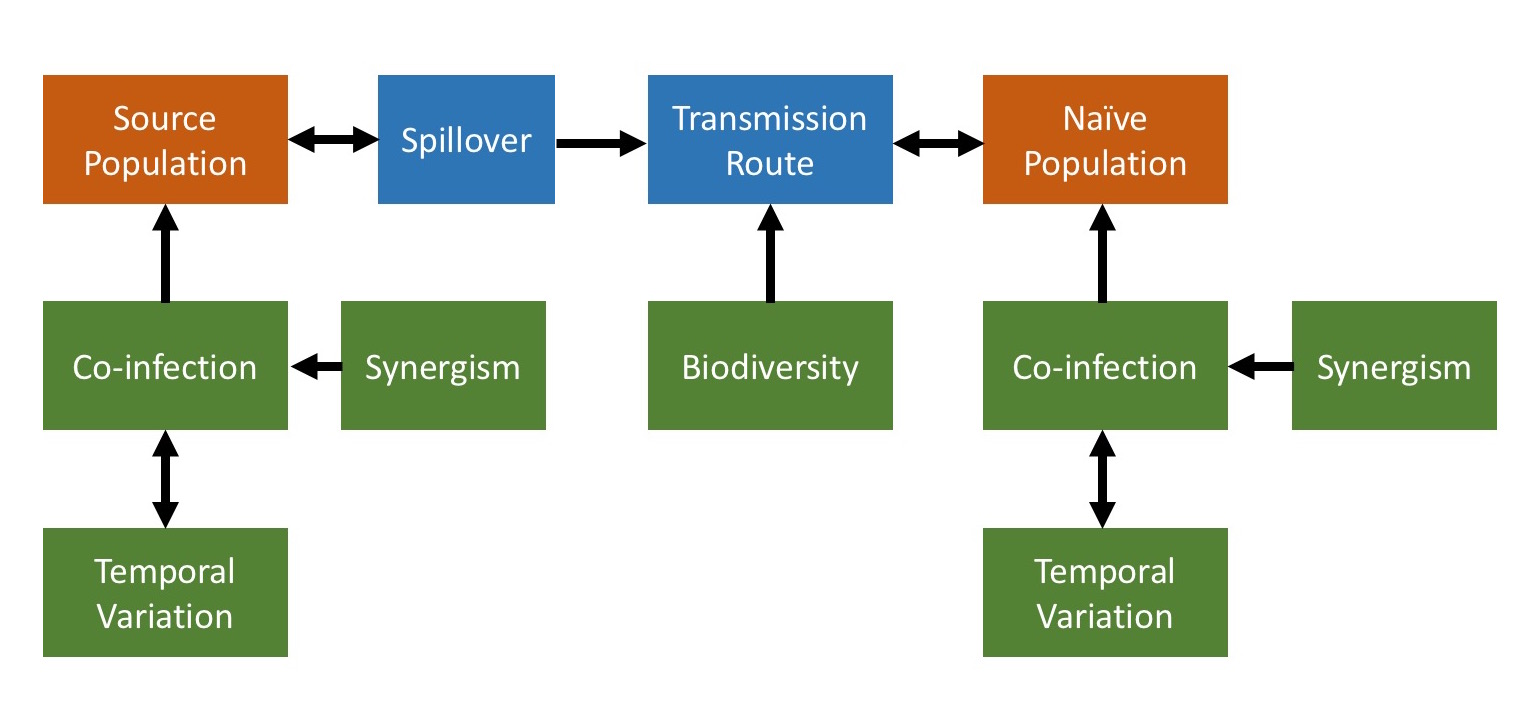 Source
Population
Spillover
Transmission
Route
Naïve
Population
Co-infection
Synergism
Biodiversity
Co-infection
Synergism
Temporal
Variation
Temporal
Variation